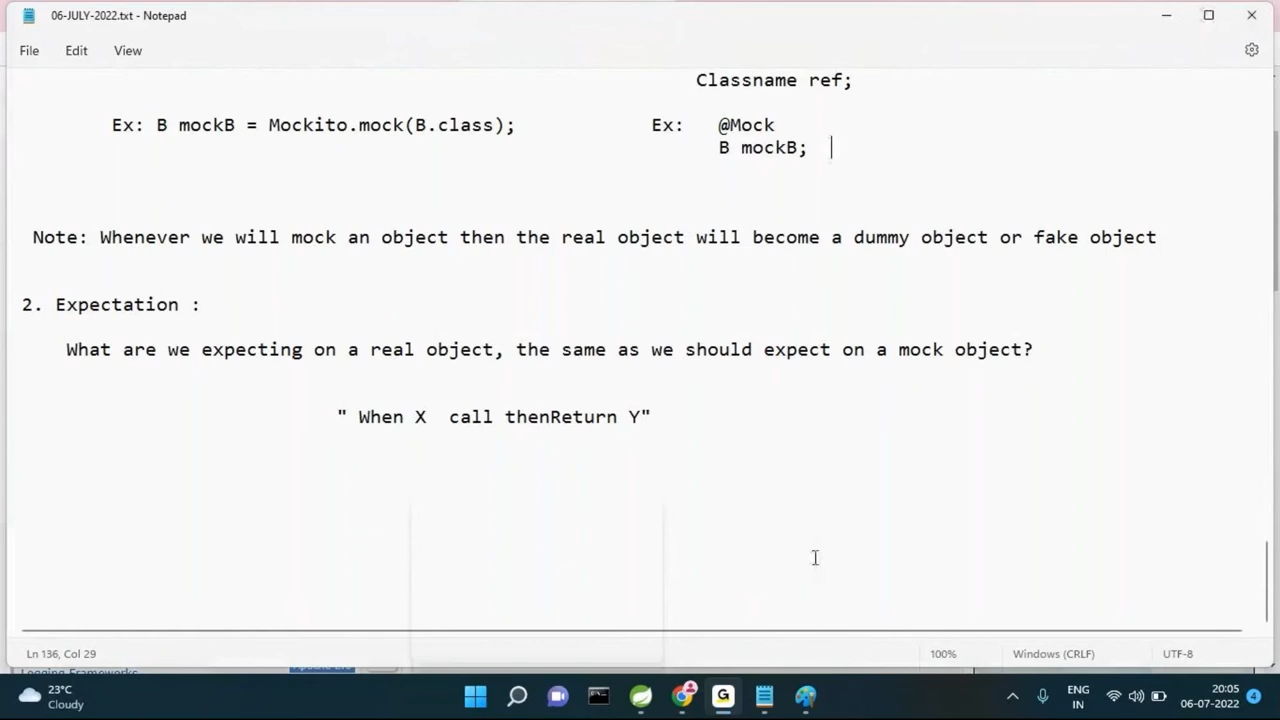 06-JULY-2022.txt - Notepad
File Edit View
Classname ref;
Ex: B mockB = Mockito.mock(B.class); Ex: @Mock
B mockB;
Note: Whenever we will mock an object then the real object will become a dummy object or fake object
2. Expectation :
What are we expecting on a real object, the same as we should expect on a mock object?
" When X call thenReturn Y"
Ln 136, Col 29 100% Windows (CRLF) UTF-8
Logging Frameworks
23°C
Cloudy
G
ENG
IN
20:05
06-07-2022
4